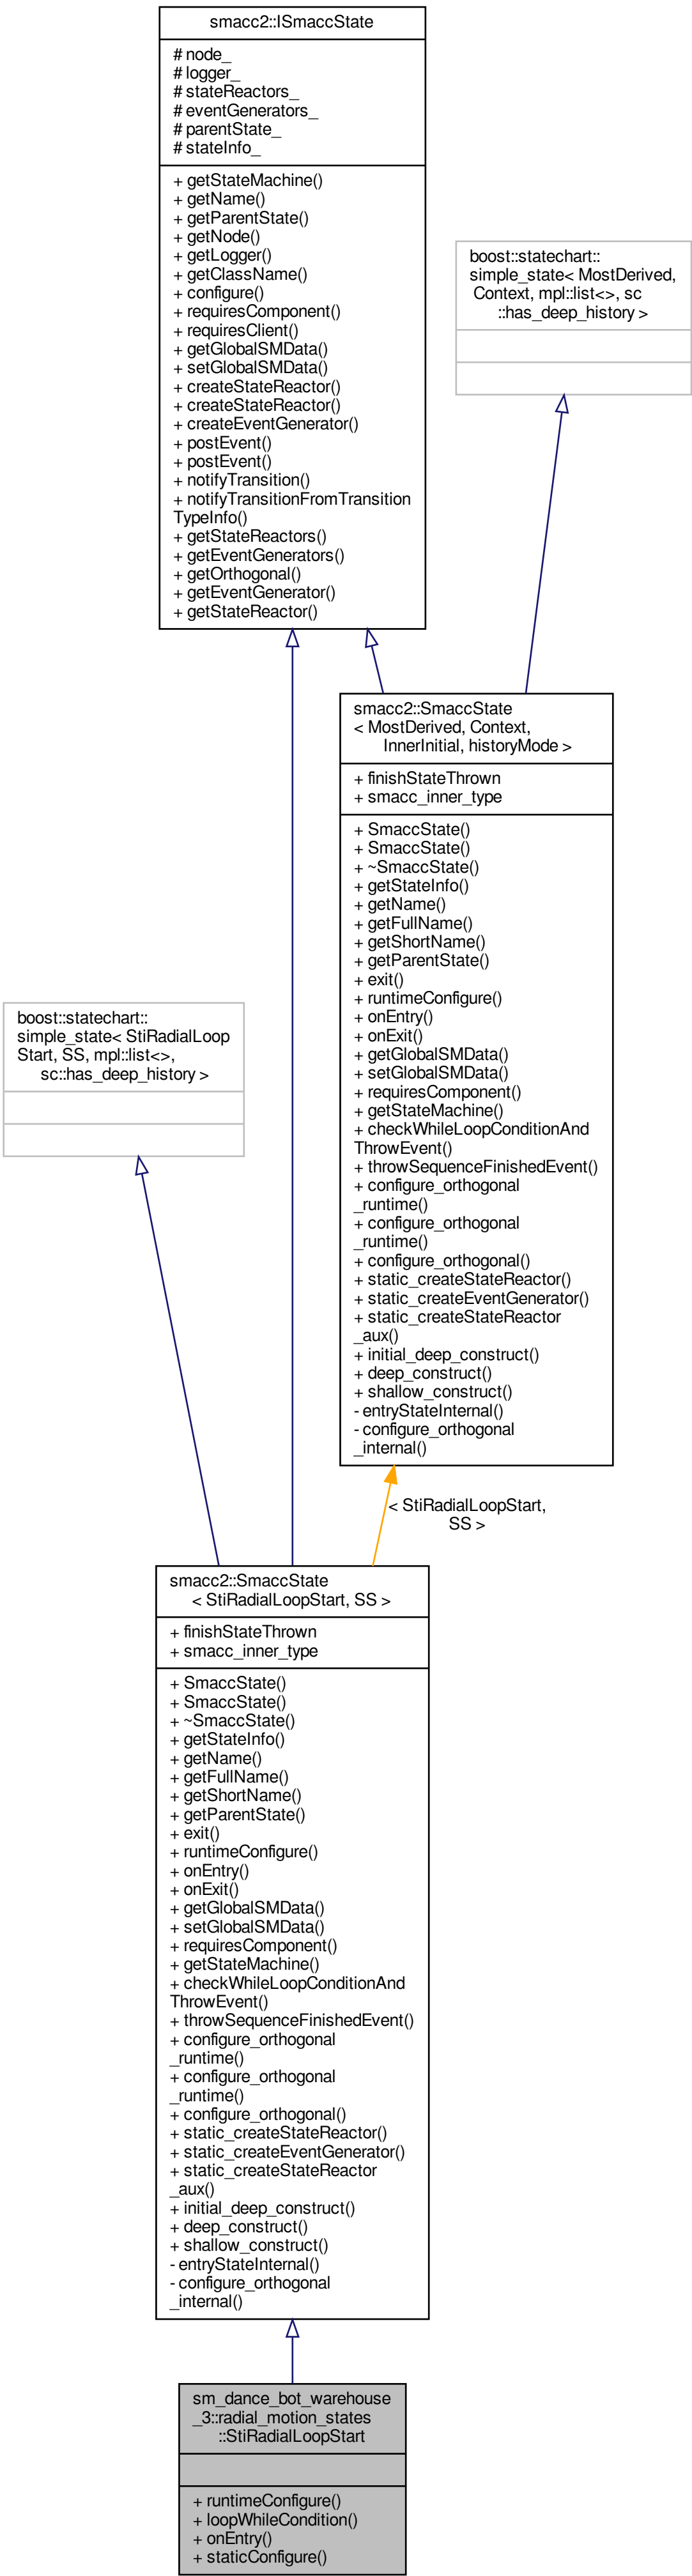 smacc2::ISmaccState
# node_
# logger_
# stateReactors_
# eventGenerators_
# parentState_
# stateInfo_
+ getStateMachine()
+ getName()
+ getParentState()
+ getNode()
+ getLogger()
+ getClassName()
+ configure()
+ requiresComponent()
+ requiresClient()
+ getGlobalSMData()
+ setGlobalSMData()
+ createStateReactor()
+ createStateReactor()
+ createEventGenerator()
+ postEvent()
+ postEvent()
+ notifyTransition()
+ notifyTransitionFromTransition
TypeInfo()
+ getStateReactors()
+ getEventGenerators()
+ getOrthogonal()
+ getEventGenerator()
+ getStateReactor()
boost::statechart::
simple_state< MostDerived,
Context, mpl::list<>, sc
::has_deep_history >
smacc2::SmaccState
< MostDerived, Context,
InnerInitial, historyMode >
+ finishStateThrown
+ smacc_inner_type
+ SmaccState()
+ SmaccState()
+ ~SmaccState()
+ getStateInfo()
+ getName()
+ getFullName()
+ getShortName()
+ getParentState()
+ exit()
+ runtimeConfigure()
+ onEntry()
+ onExit()
+ getGlobalSMData()
+ setGlobalSMData()
+ requiresComponent()
+ getStateMachine()
+ checkWhileLoopConditionAnd
ThrowEvent()
+ throwSequenceFinishedEvent()
+ configure_orthogonal
_runtime()
+ configure_orthogonal
_runtime()
+ configure_orthogonal()
+ static_createStateReactor()
+ static_createEventGenerator()
+ static_createStateReactor
_aux()
+ initial_deep_construct()
+ deep_construct()
+ shallow_construct()
- entryStateInternal()
- configure_orthogonal
_internal()
boost::statechart::
simple_state< StiRadialLoop
Start, SS, mpl::list<>,
sc::has_deep_history >
< StiRadialLoopStart,
SS >
smacc2::SmaccState
< StiRadialLoopStart, SS >
+ finishStateThrown
+ smacc_inner_type
+ SmaccState()
+ SmaccState()
+ ~SmaccState()
+ getStateInfo()
+ getName()
+ getFullName()
+ getShortName()
+ getParentState()
+ exit()
+ runtimeConfigure()
+ onEntry()
+ onExit()
+ getGlobalSMData()
+ setGlobalSMData()
+ requiresComponent()
+ getStateMachine()
+ checkWhileLoopConditionAnd
ThrowEvent()
+ throwSequenceFinishedEvent()
+ configure_orthogonal
_runtime()
+ configure_orthogonal
_runtime()
+ configure_orthogonal()
+ static_createStateReactor()
+ static_createEventGenerator()
+ static_createStateReactor
_aux()
+ initial_deep_construct()
+ deep_construct()
+ shallow_construct()
- entryStateInternal()
- configure_orthogonal
_internal()
sm_dance_bot_warehouse
_3::radial_motion_states
::StiRadialLoopStart
+ runtimeConfigure()
+ loopWhileCondition()
+ onEntry()
+ staticConfigure()